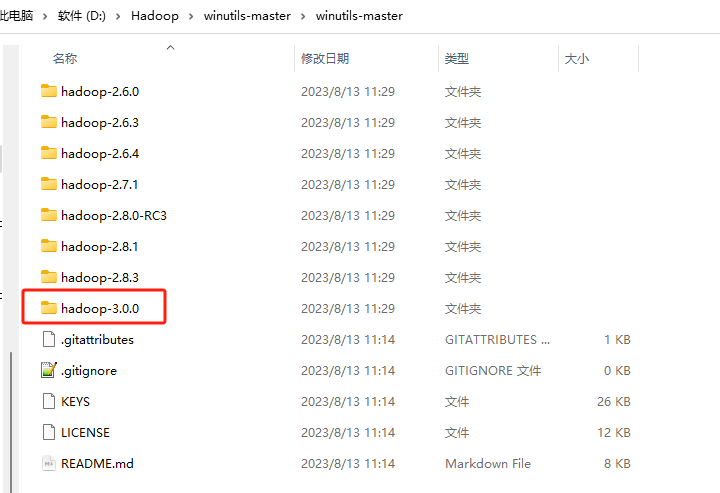 此电脑 > 软件 (D:) > Hadoop > winutils-master > winutils-master
名称 修改日期 类型 大小
hadoop-2.6.0 2023/8/13 11:29 文件夹
hadoop-2.6.3 2023/8/13 11:29 文件夹
hadoop-2.6.4 2023/8/13 11:29 文件夹
hadoop-2.7.1 2023/8/13 11:29 文件夹
hadoop-2.8.0-RC3 2023/8/13 11:29 文件夹
hadoop-2.8.1 2023/8/13 11:29 文件夹
hadoop-2.8.3 2023/8/13 11:29 文件夹
hadoop-3.0.0 2023/8/13 11:29 文件夹
.gitattributes 2023/8/13 11:14 GITATTRIBUTES ... 1 KB
.gitignore 2023/8/13 11:14 GITIGNORE 文件 0 KB
KEYS 2023/8/13 11:14 文件 26 KB
LICENSE 2023/8/13 11:14 文件 12 KB
README.md 2023/8/13 11:14 Markdown File 8 KB